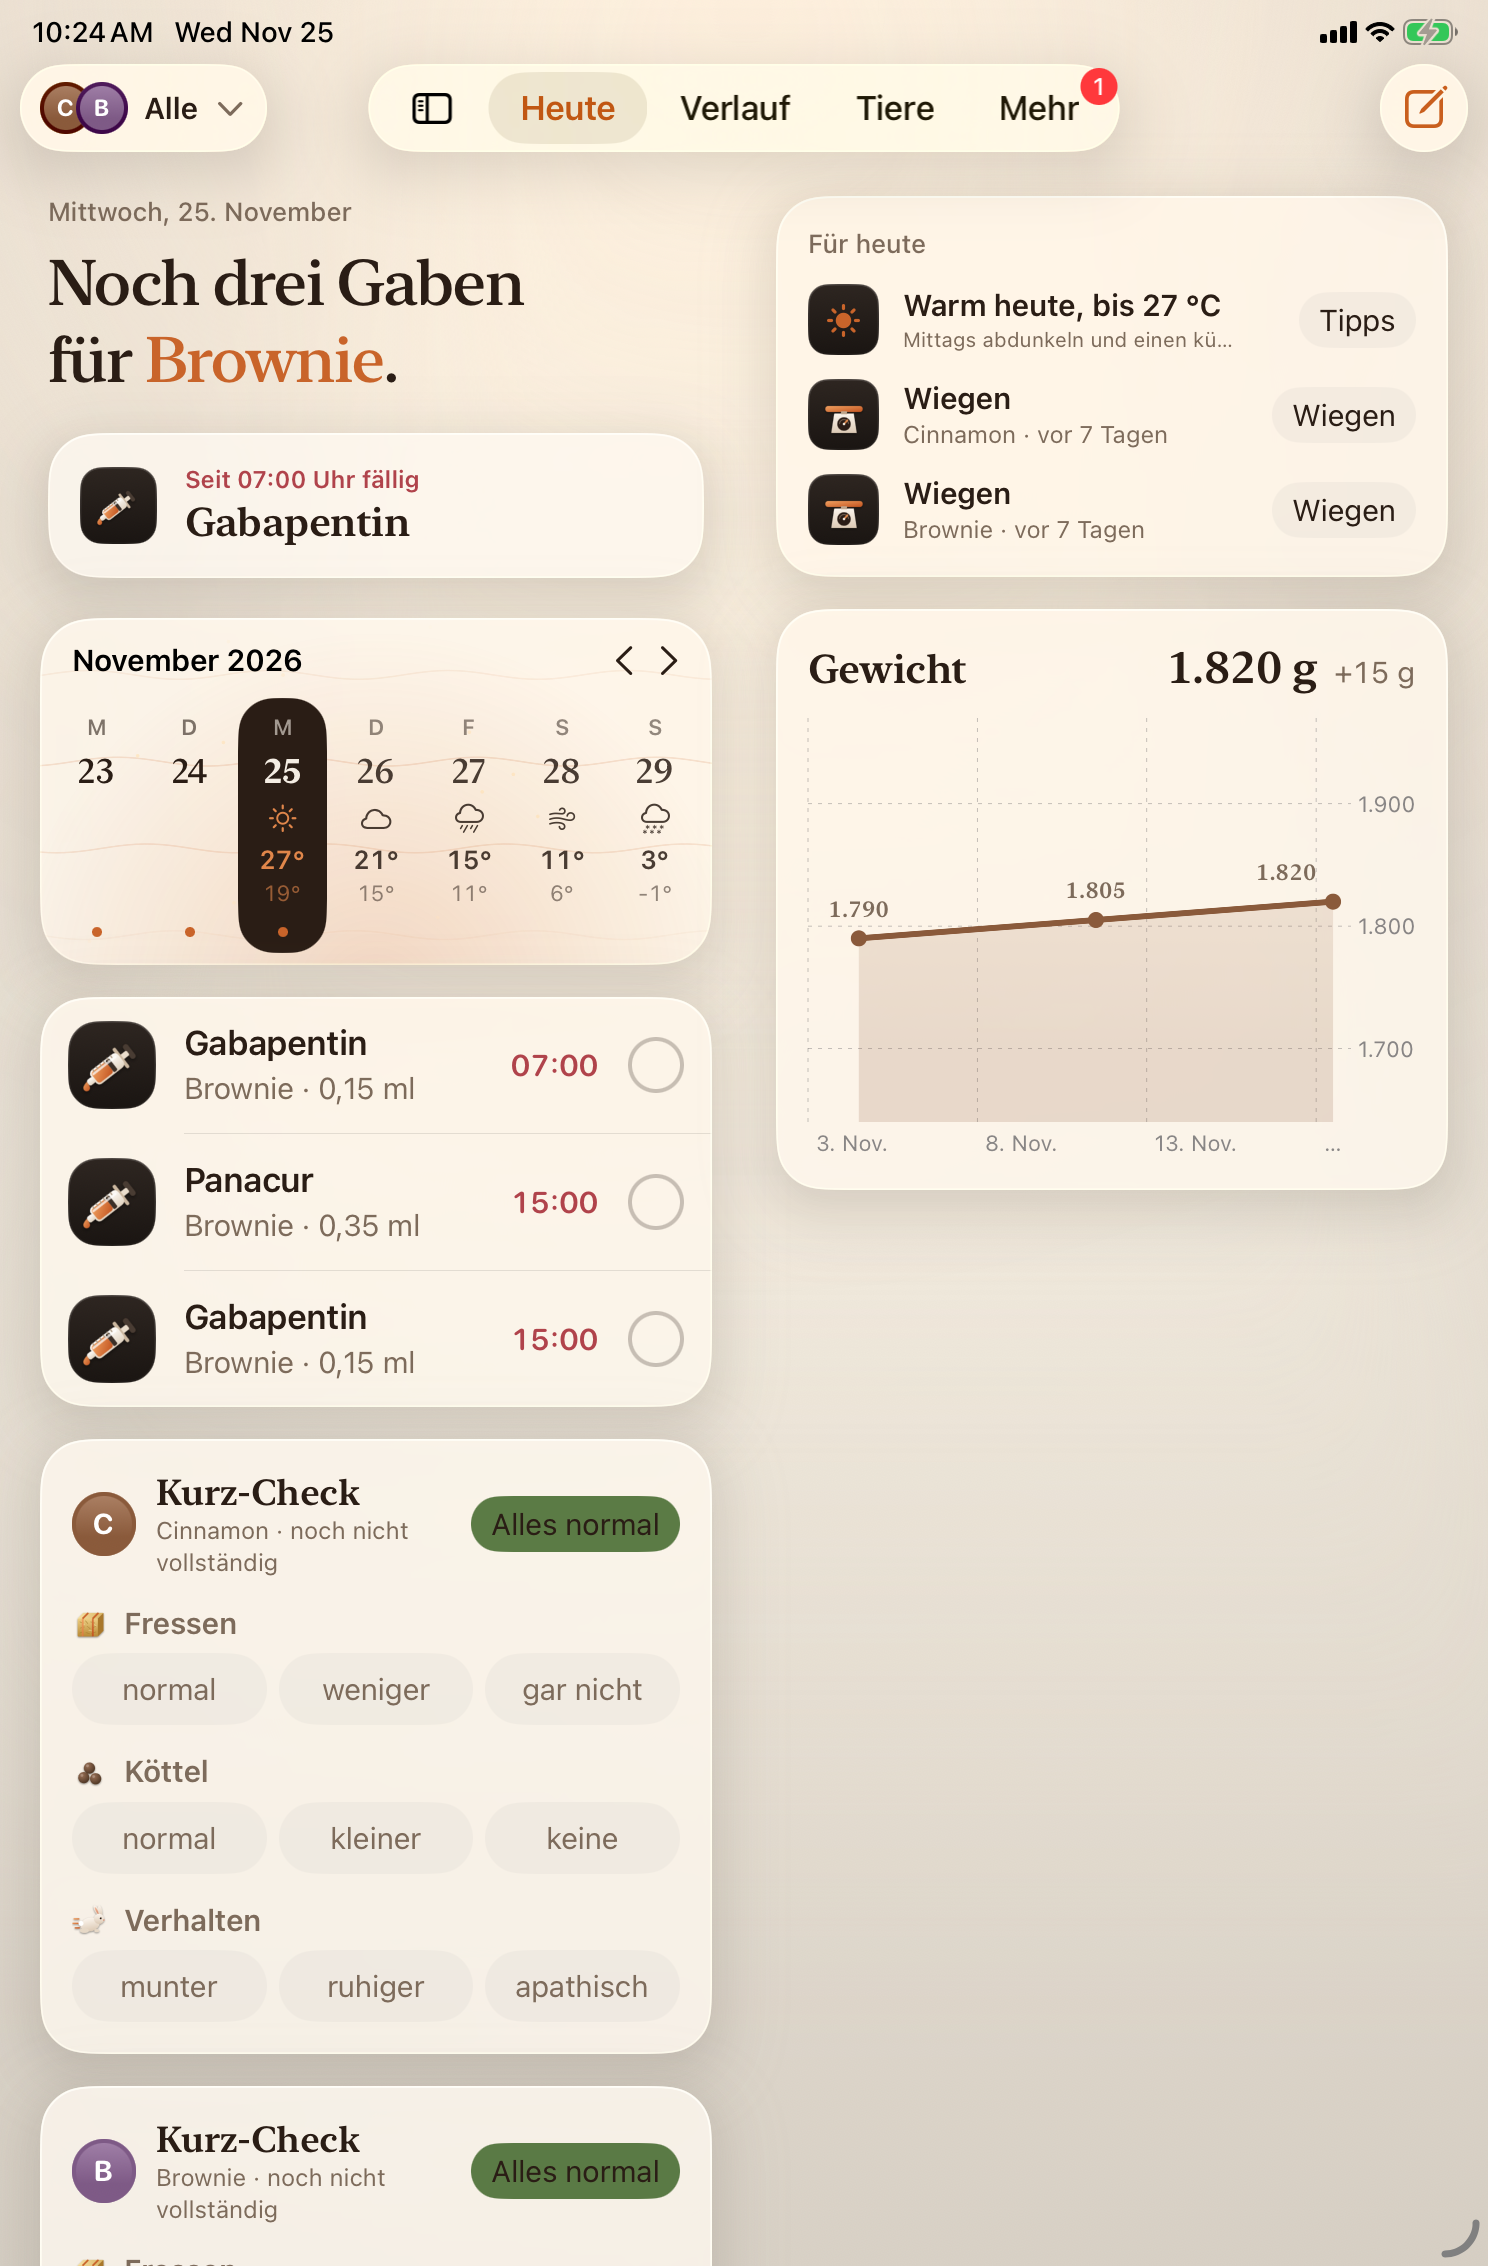 10:24 AM Wed Nov 25
C B Alle
Heute Verlauf Tiere Mehr 1
Mittwoch, 25. November
Noch drei Gaben
für Brownie.
Seit 07:00 Uhr fällig
Gabapentin
November 2026
M D M D F S S
23 24 25 26 27 28 29
27° 21° 15° 11° 3°
19° 15° 11° 6° -1°
Gabapentin
Brownie · 0,15 ml
07:00
Panacur
Brownie · 0,35 ml
15:00
Gabapentin
Brownie · 0,15 ml
15:00
C
Kurz-Check
Cinnamon · noch nicht
vollständig
Alles normal
Fressen
normal weniger gar nicht
Köttel
normal kleiner keine
Verhalten
munter ruhiger apathisch
B
Kurz-Check
Brownie · noch nicht
vollständig
Alles normal
Fressen
Für heute
Warm heute, bis 27 °C
Mittags abdunkeln und einen kü...
Tipps
Wiegen
Cinnamon · vor 7 Tagen
Wiegen
Wiegen
Brownie · vor 7 Tagen
Wiegen
Gewicht 1.820 g +15 g
1.900
1.820
1.805
1.790
1.800
1.700
3. Nov. 8. Nov. 13. Nov. ...